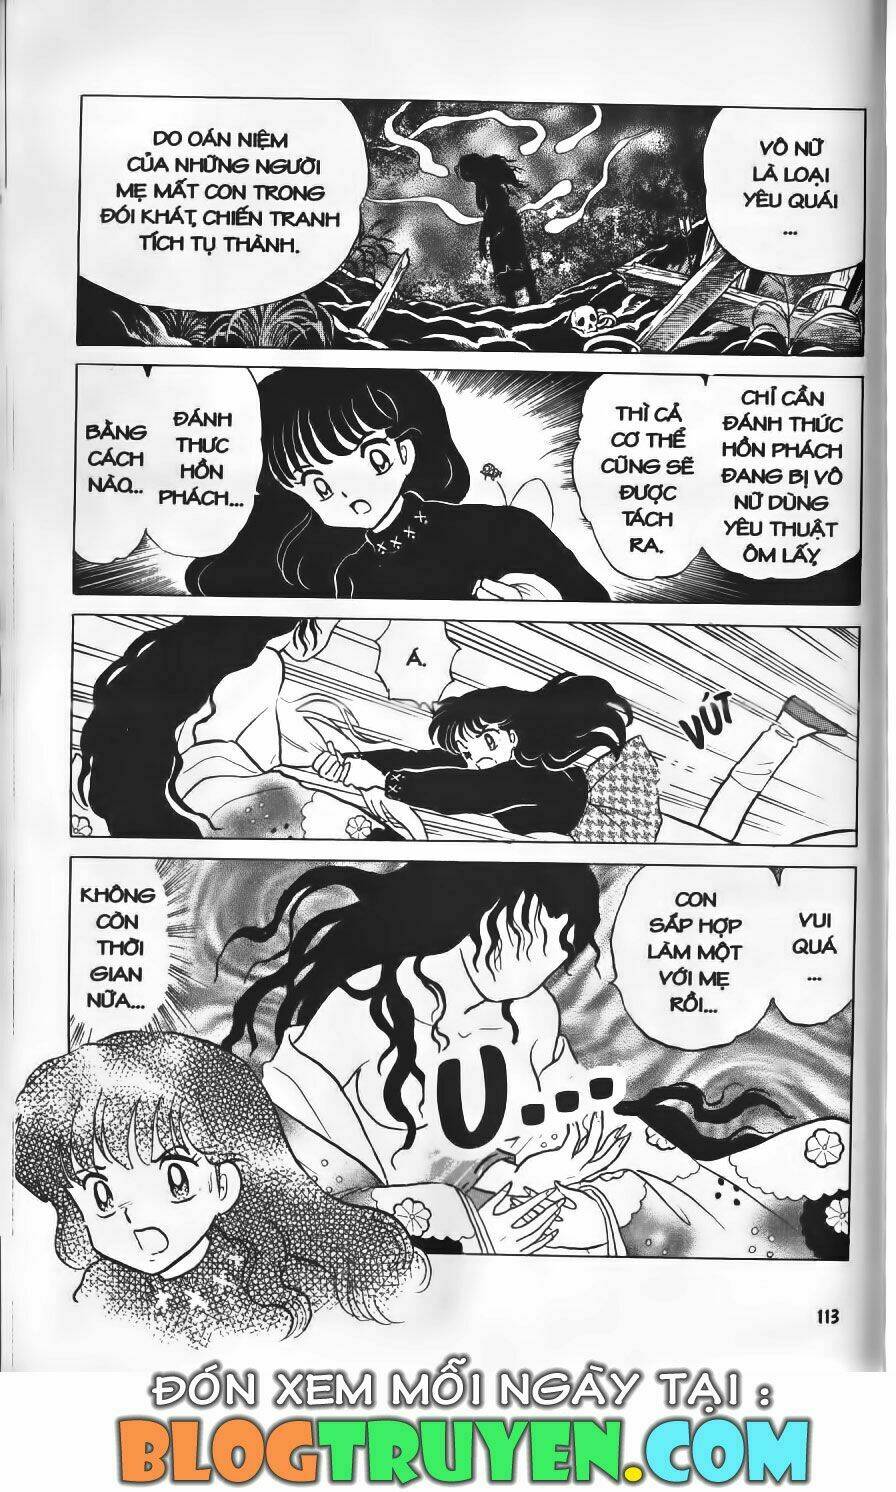 VÔ NỮ
LÀ LOẠI
YÊU QUÁI
...
DO OÁN NIỆM
CỦA NHỮNG NGƯỜI
MẸ MẤT CON TRONG
ĐÓI KHÁT, CHIẾN TRANH
TÍCH TỤ THÀNH.
CHỈ CẦN
ĐÁNH THỨC
HỒN PHÁCH
ĐANG BỊ VÔ
NỮ DÙNG
YÊU THUẬT
ÔM LẤY,
THÌ CẢ
CƠ THỂ
CŨNG SẼ
ĐƯỢC
TÁCH
RA.
ĐÁNH
THƯC
HỒN
PHÁCH...
BẰNG
CÁCH
NÀO...
Á.
VÚT
VUI
QUÁ
...
CON
SẮP HỢP
LÀM MỘT
VỚI MẸ
RỒI...
U...
KHÔNG
CÒN
THỜI
GIAN
NỮA...
113
ĐÓN XEM MỖI NGÀY TẠI :
BLOGTRUYEN.COM